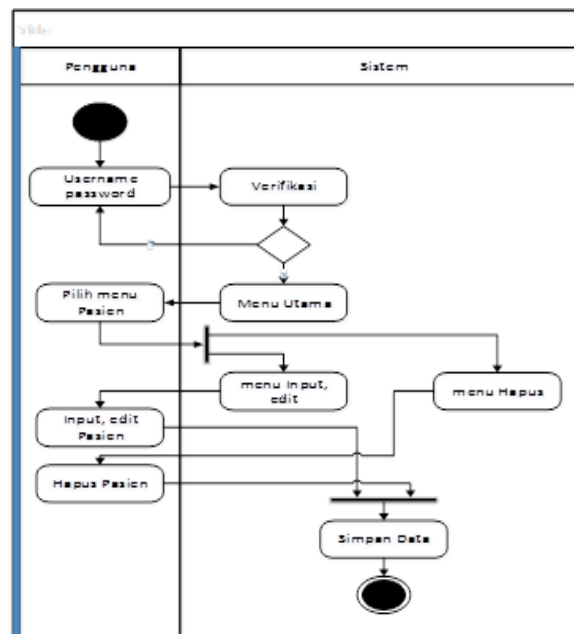 Pengguna
Sistem
Username
password
Verifikasi
Pilih menu
Pasien
Menu Utama
menu Input,
edit
menu Hapus
Input, edit
Pasien
Hapus Pasien
Simpan Data